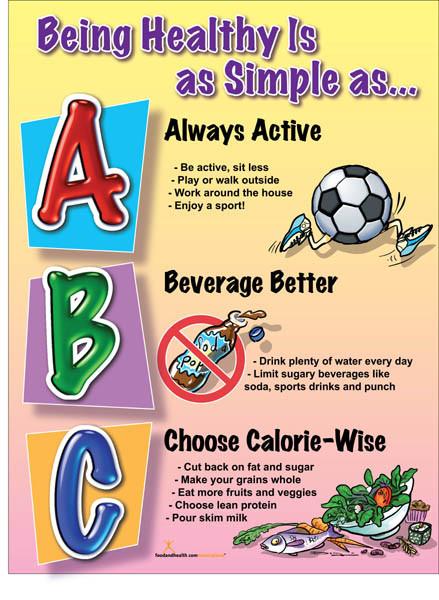 Being Healthy Is
as Simple as...
A
Always Active
- Be active, sit less
- Play or walk outside
- Work around the house
- Enjoy a sport!
B
Beverage Better
Soda
Pop
- Drink plenty of water every day
- Limit sugary beverages like
soda, sports drinks and punch
C
Choose Calorie-Wise
- Cut back on fat and sugar
- Make your grains whole
- Eat more fruits and veggies
- Choose lean protein
- Pour skim milk
foodandhealth.com